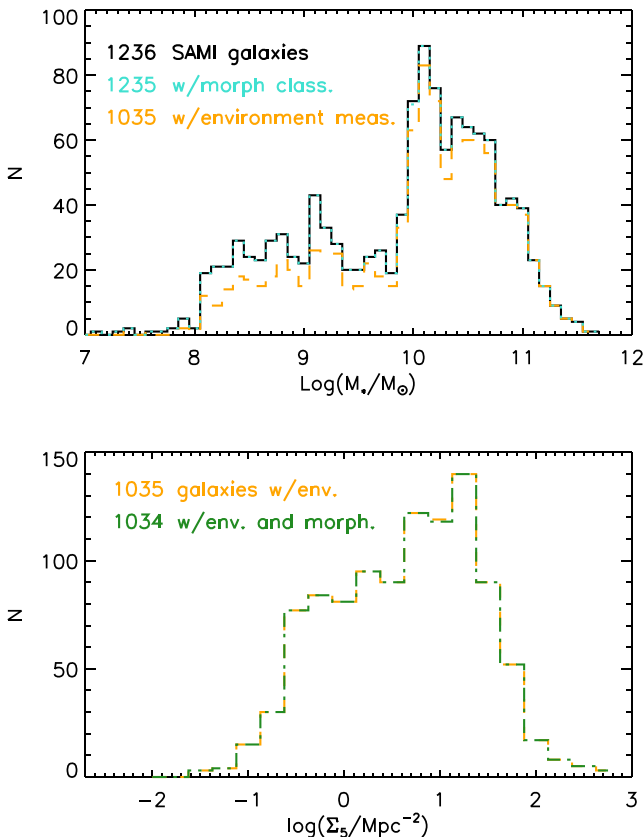 100
80
60
40
20
0
N
1236 SAMI galaxies
1235 w/morph class.
1035 w/environment meas.
7 8 9 10 11 12
Log(M*/M☉)
150
100
50
0
N
1035 galaxies w/env.
1034 w/env. and morph.
-2 -1 0 1 2 3
log(Σ5/Mpc⁻²)